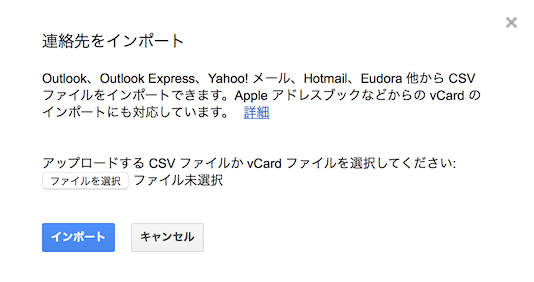 連絡先をインポート
Outlook、Outlook Express、Yahoo! メール、Hotmail、Eudora 他から CSV
ファイルをインポートできます。Apple アドレスブックなどからの vCard の
インポートにも対応しています。 詳細
アップロードする CSV ファイルか vCard ファイルを選択してください:
ファイルを選択 ファイル未選択
インポート キャンセル